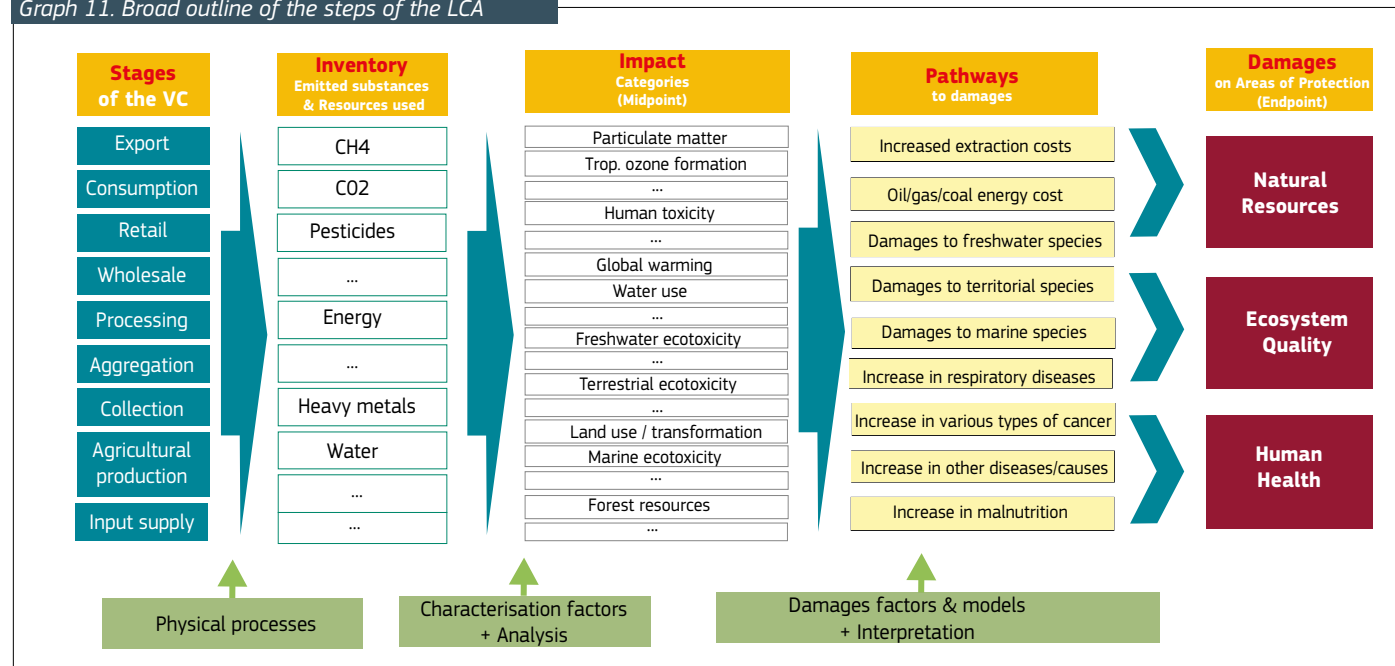 Graph 11. Broad outline of the steps of the LCA
Stages
of the VC
Export
Consumption
Retail
Wholesale
Processing
Aggregation
Collection
Agricultural
production
Input supply
Inventory
Emitted substances
& Resources used
CH4
CO2
Pesticides
...
Energy
...
Heavy metals
Water
...
...
Impact
Categories
(Midpoint)
Particulate matter
Trop. ozone formation
...
Human toxicity
...
Global warming
Water use
...
Freshwater ecotoxicity
...
Terrestrial ecotoxicity
...
Land use / transformation
Marine ecotoxicity
...
Forest resources
...
Pathways
to damages
Increased extraction costs
Oil/gas/coal energy cost
Damages to freshwater species
Damages to territorial species
Damages to marine species
Increase in respiratory diseases
Increase in various types of cancer
Increase in other diseases/causes
Increase in malnutrition
Damages
on Areas of Protection
(Endpoint)
Natural
Resources
Ecosystem
Quality
Human
Health
Physical processes
Characterisation factors
+ Analysis
Damages factors & models
+ Interpretation